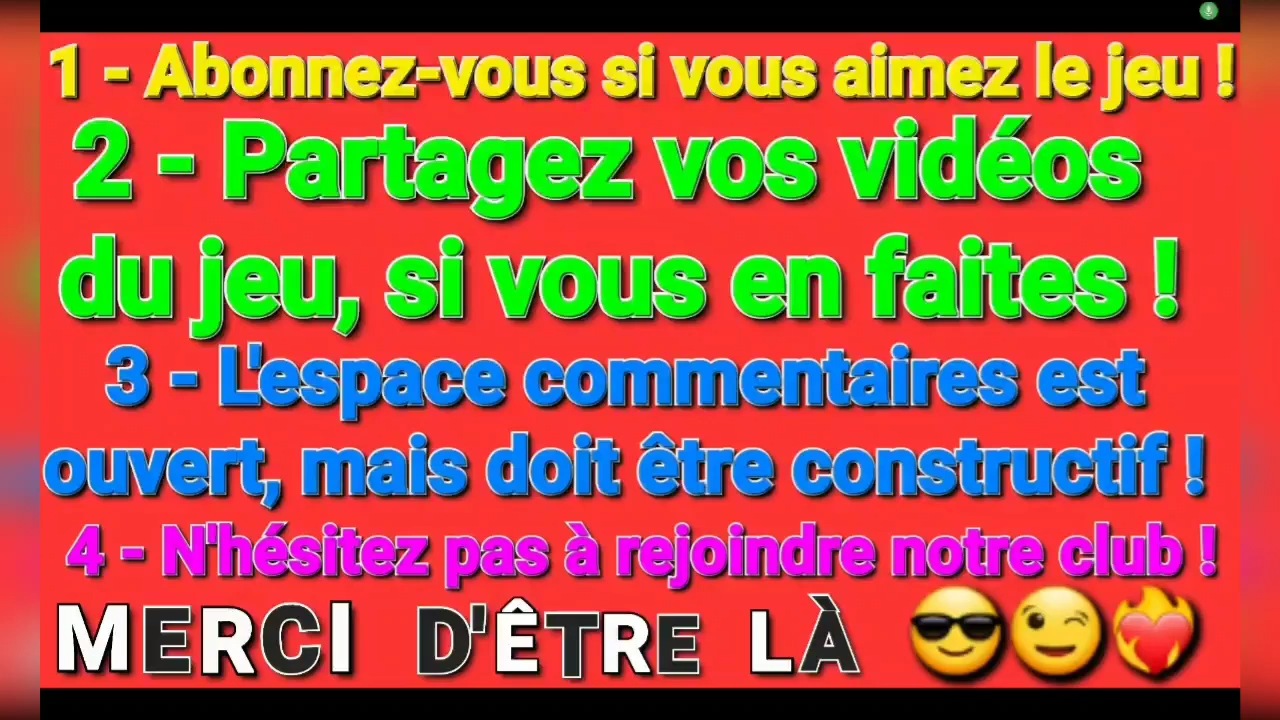 1 - Abonnez-vous si vous aimez le jeu !
2 - Partagez vos vidéos
du jeu, si vous en faites !
3 - L'espace commentaires est
ouvert, mais doit être constructif !
4 - N'hésitez pas à rejoindre notre club !
MERCI D'ÊTRE LÀ 😎😉❤️‍🔥